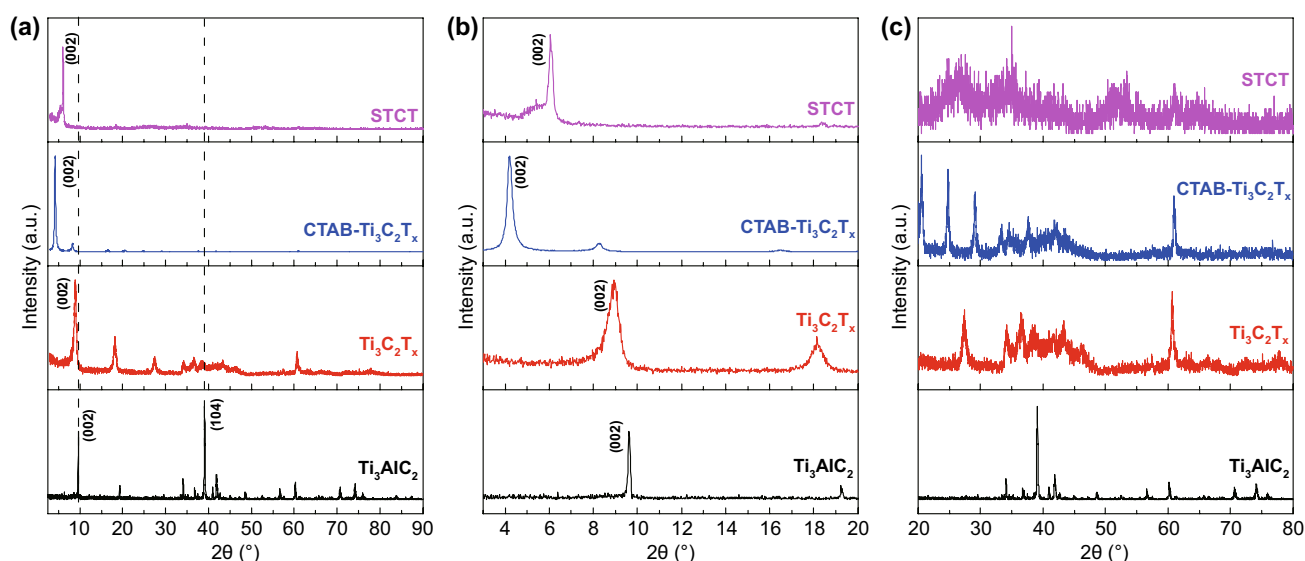 (a)
(002)
STCT
(002)
CTAB-Ti₃C₂Tₓ
(002)
Ti₃C₂Tₓ
(002)
(104)
Ti₃AlC₂
Intensity (a.u.)
10 20 30 40 50 60 70 80 90
2θ (°)
(b)
(002)
STCT
(002)
CTAB-Ti₃C₂Tₓ
(002)
Ti₃C₂Tₓ
(002)
Ti₃AlC₂
Intensity (a.u.)
4 6 8 10 12 14 16 18 20
2θ (°)
(c)
STCT
CTAB-Ti₃C₂Tₓ
Ti₃C₂Tₓ
Ti₃AlC₂
Intensity (a.u.)
20 30 40 50 60 70 80
2θ (°)